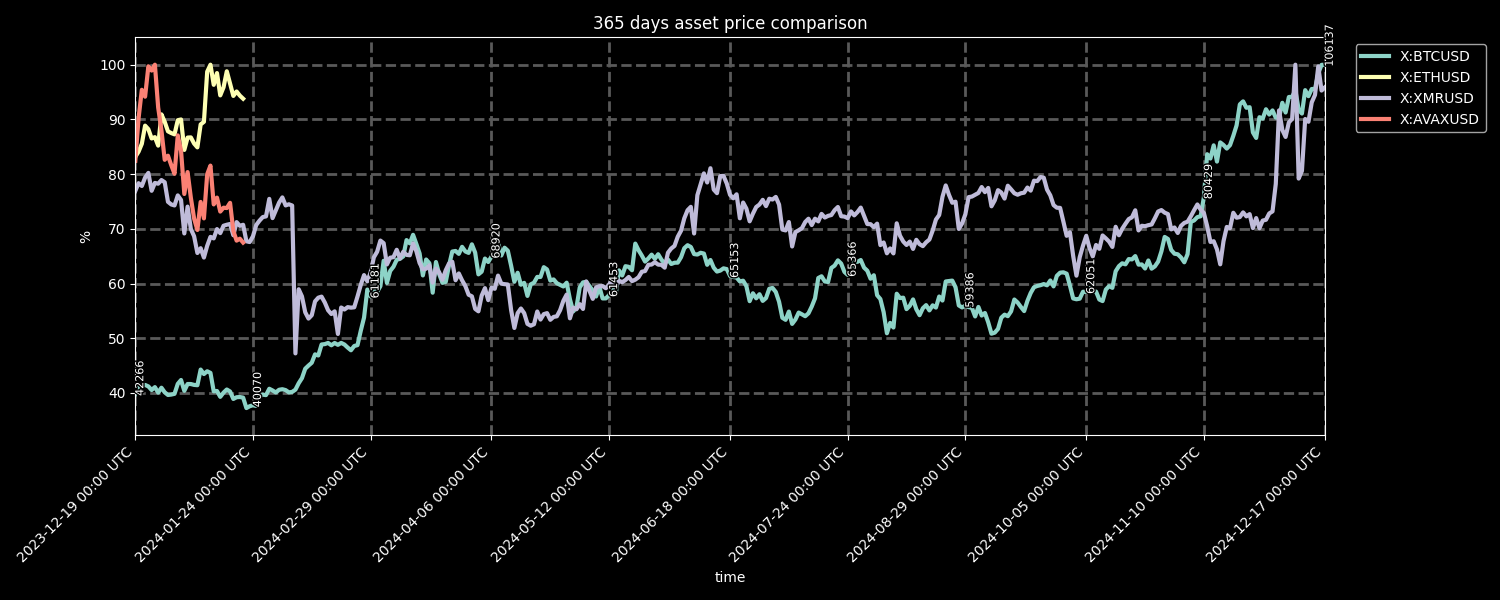 365 days asset price comparison
106137
X:BTCUSD
X:ETHUSD
X:XMRUSD
X:AVAXUSD
100
90
80
70
60
50
40
%
42266
40070
61181
68920
61453
65153
65366
59386
62051
80429
2023-12-19 00:00 UTC
2024-01-24 00:00 UTC
2024-02-29 00:00 UTC
2024-04-06 00:00 UTC
2024-05-12 00:00 UTC
2024-06-18 00:00 UTC
2024-07-24 00:00 UTC
2024-08-29 00:00 UTC
2024-10-05 00:00 UTC
2024-11-10 00:00 UTC
2024-12-17 00:00 UTC
time